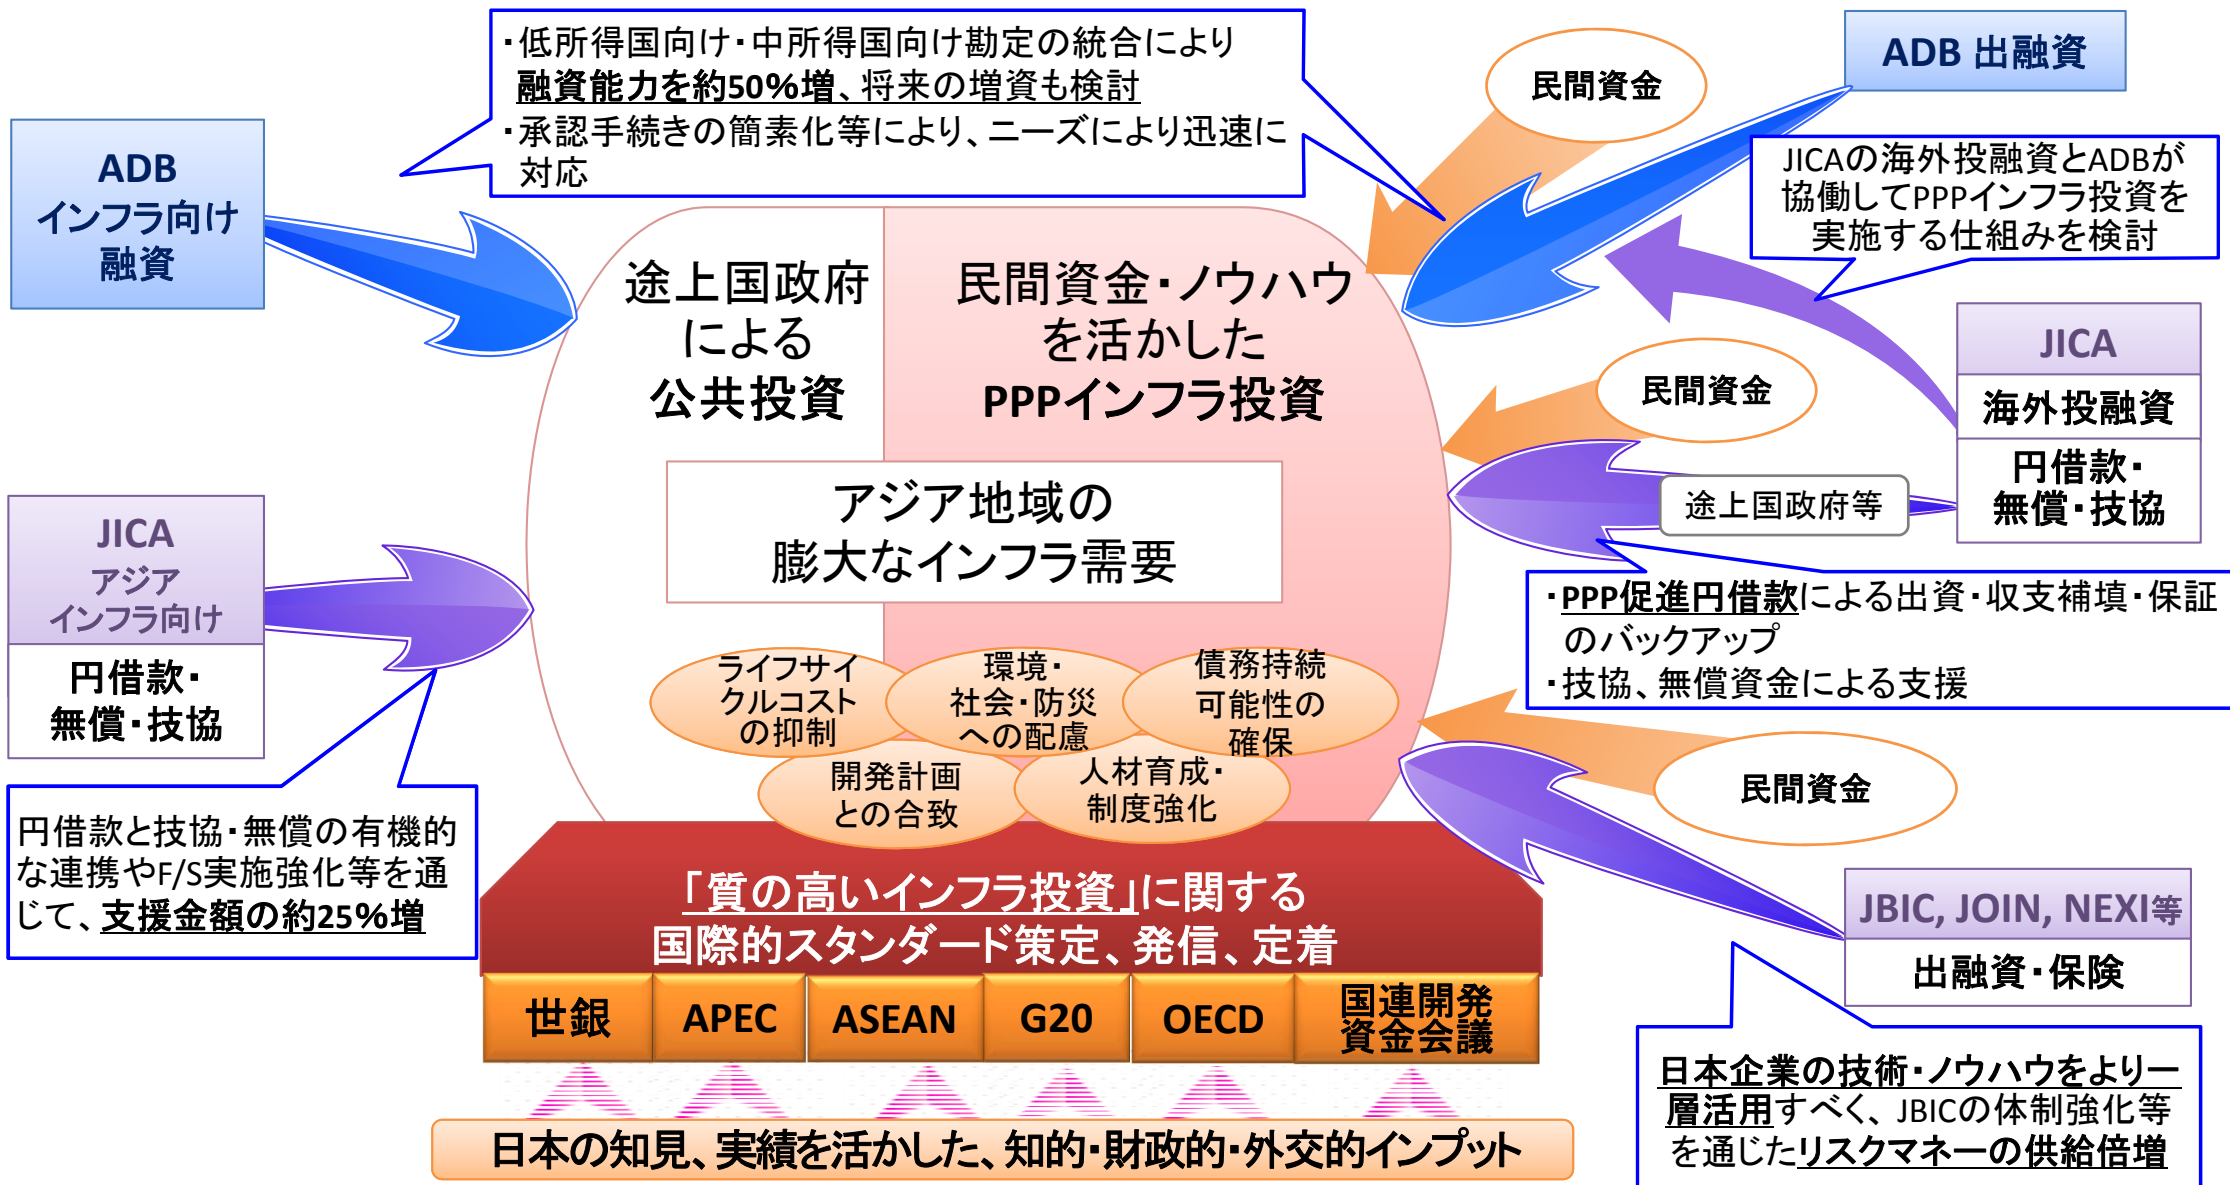 ・低所得国向け・中所得国向け勘定の統合により
融資能力を約50%増、将来の増資も検討
・承認手続きの簡素化等により、ニーズにより迅速に
対応
民間資金
ADB 出融資
ADB
インフラ向け
融資
JICAの海外投融資とADBが
協働してPPPインフラ投資を
実施する仕組みを検討
途上国政府
による
公共投資
民間資金・ノウハウ
を活かした
PPPインフラ投資
民間資金
JICA
海外投融資
円借款・
無償・技協
途上国政府等
アジア地域の
膨大なインフラ需要
JICA
アジア
インフラ向け
円借款・
無償・技協
・PPP促進円借款による出資・収支補填・保証
のバックアップ
・技協、無償資金による支援
ライフサイ
クルコスト
の抑制
環境・
社会・防災
への配慮
債務持続
可能性の
確保
開発計画
との合致
人材育成・
制度強化
民間資金
円借款と技協・無償の有機的
な連携やF/S実施強化等を通
じて、支援金額の約25%増
「質の高いインフラ投資」に関する
国際的スタンダード策定、発信、定着
JBIC, JOIN, NEXI等
出融資・保険
世銀
APEC
ASEAN
G20
OECD
国連開発
資金会議
日本企業の技術・ノウハウをより一
層活用すべく、JBICの体制強化等
を通じたリスクマネーの供給倍増
日本の知見、実績を活かした、知的・財政的・外交的インプット